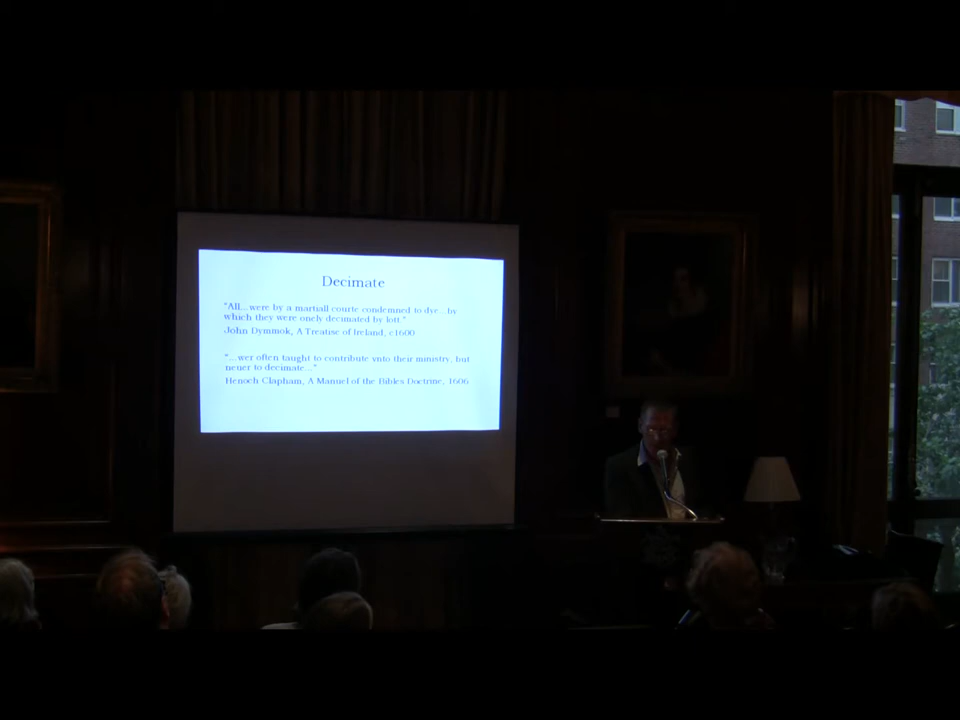 Decimate
"All... were by a martiall courte condemned to dye...by
which they were onely decimated by lott."
John Dymmok, A Treatise of Ireland, c1600
"...wer often taught to contribute vnto their ministry, but
neuer to decimate..."
Henoch Clapham, A Manuel of the Bibles Doctrine, 1606